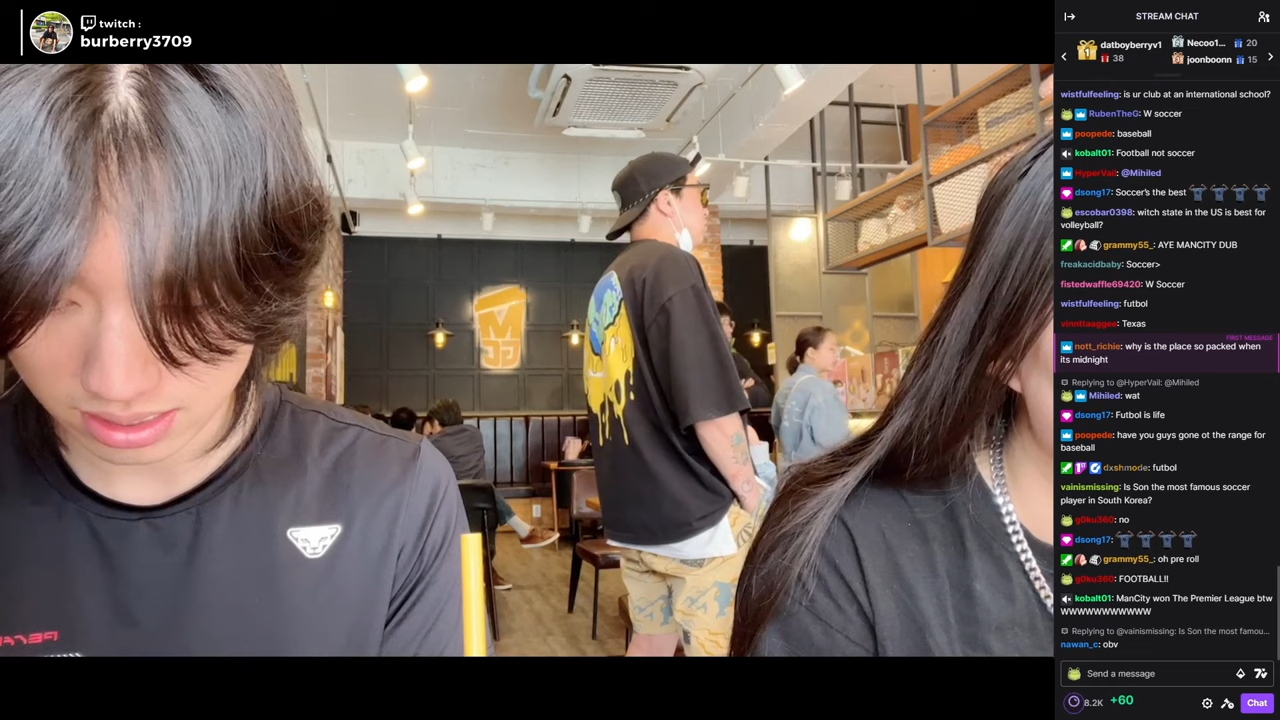 twitch :
burberry3709
STREAM CHAT
datboyberryv1
38
Necoo1... 20
joonboonn 15
wistfulfeeling: is ur club at an international school?
RubenTheG: W soccer
poopede: baseball
kobalt01: Football not soccer
HyperVail: @Mihiled
dsong17: Soccer's the best
escobar0398: witch state in the US is best for
volleyball?
grammy55_: AYE MANCITY DUB
freakacidbaby: Soccer>
fistedwaffle69420: W Soccer
wistfulfeeling: futbol
vinnttaagges: Texas
FIRST MESSAGE
nott_richie: why is the place so packed when
its midnight
Replying to @HyperVail: @Mihiled
Mihiled: wat
dsong17: Futbol is life
poopede: have you guys gone ot the range for
baseball
dxshmode: futbol
vainismissing: Is Son the most famous soccer
player in South Korea?
g0ku360: no
dsong17:
grammy55_: oh pre roll
g0ku360: FOOTBALL!!
kobalt01: ManCity won The Premier League btw
WWWWWWWWWWW
Replying to @vainismissing: Is Son the most famou...
nawan_c: obv
Send a message
8.2K +60
Chat